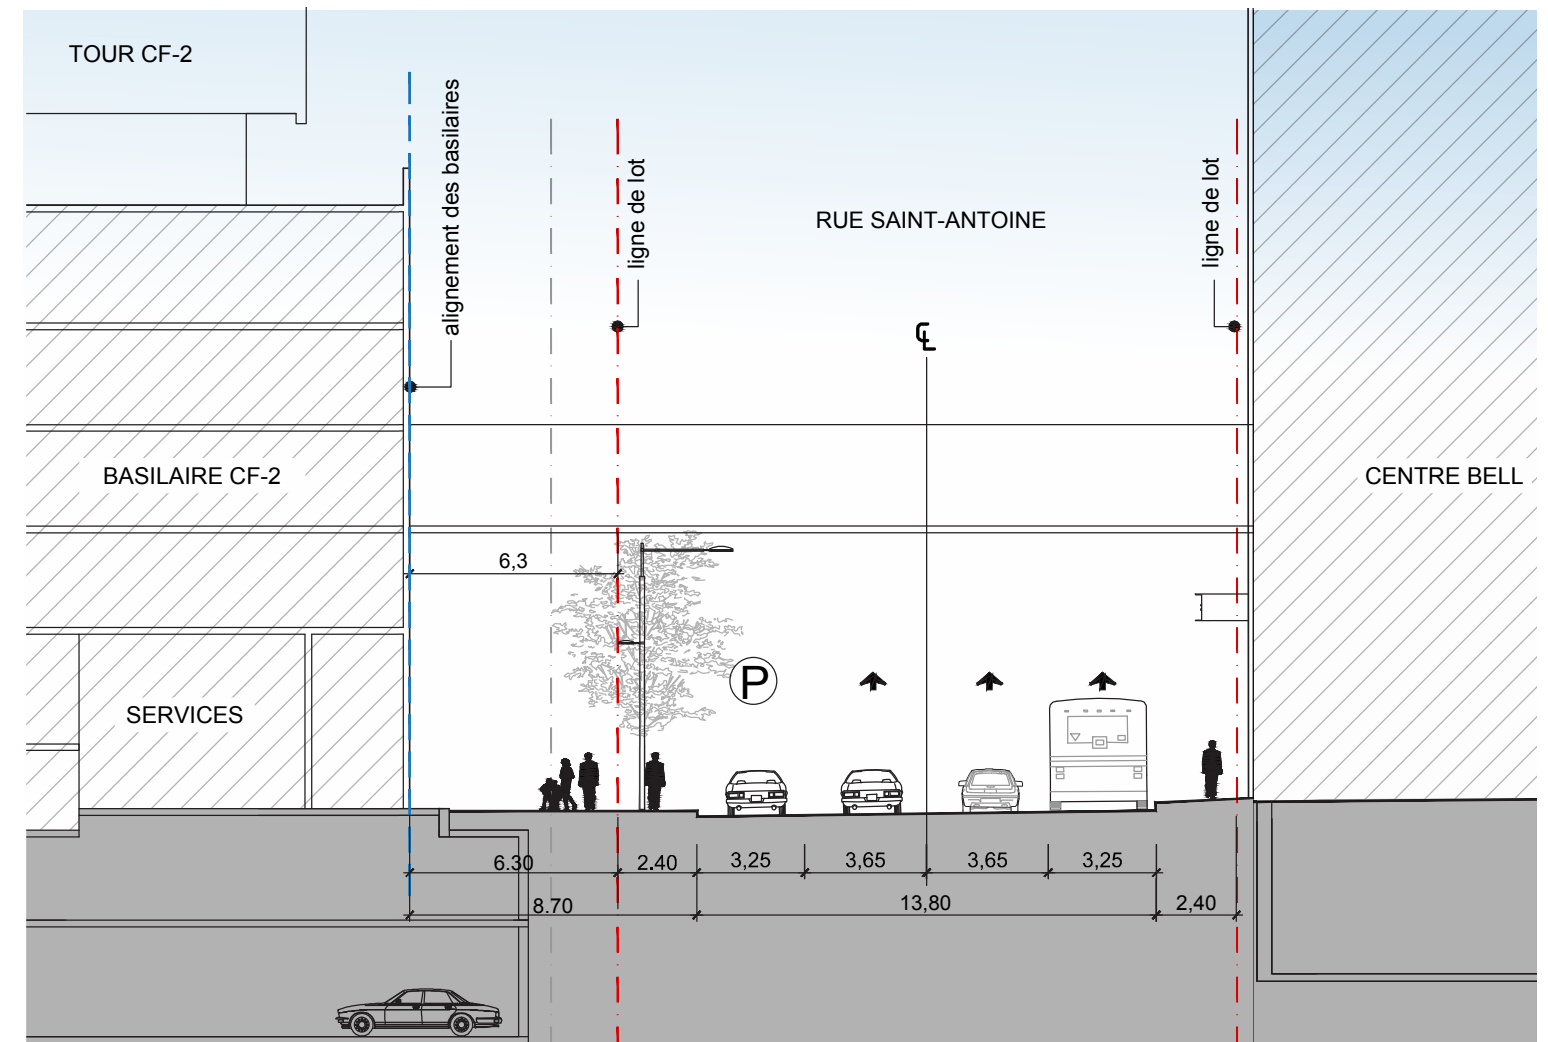 TOUR CF-2
alignement des basilaires
ligne de lot
ligne de lot
RUE SAINT-ANTOINE
℄
BASILAIRE CF-2
CENTRE BELL
6,3
P
SERVICES
6.30
2.40
3,25
3,65
3,65
3,25
8.70
13,80
2,40